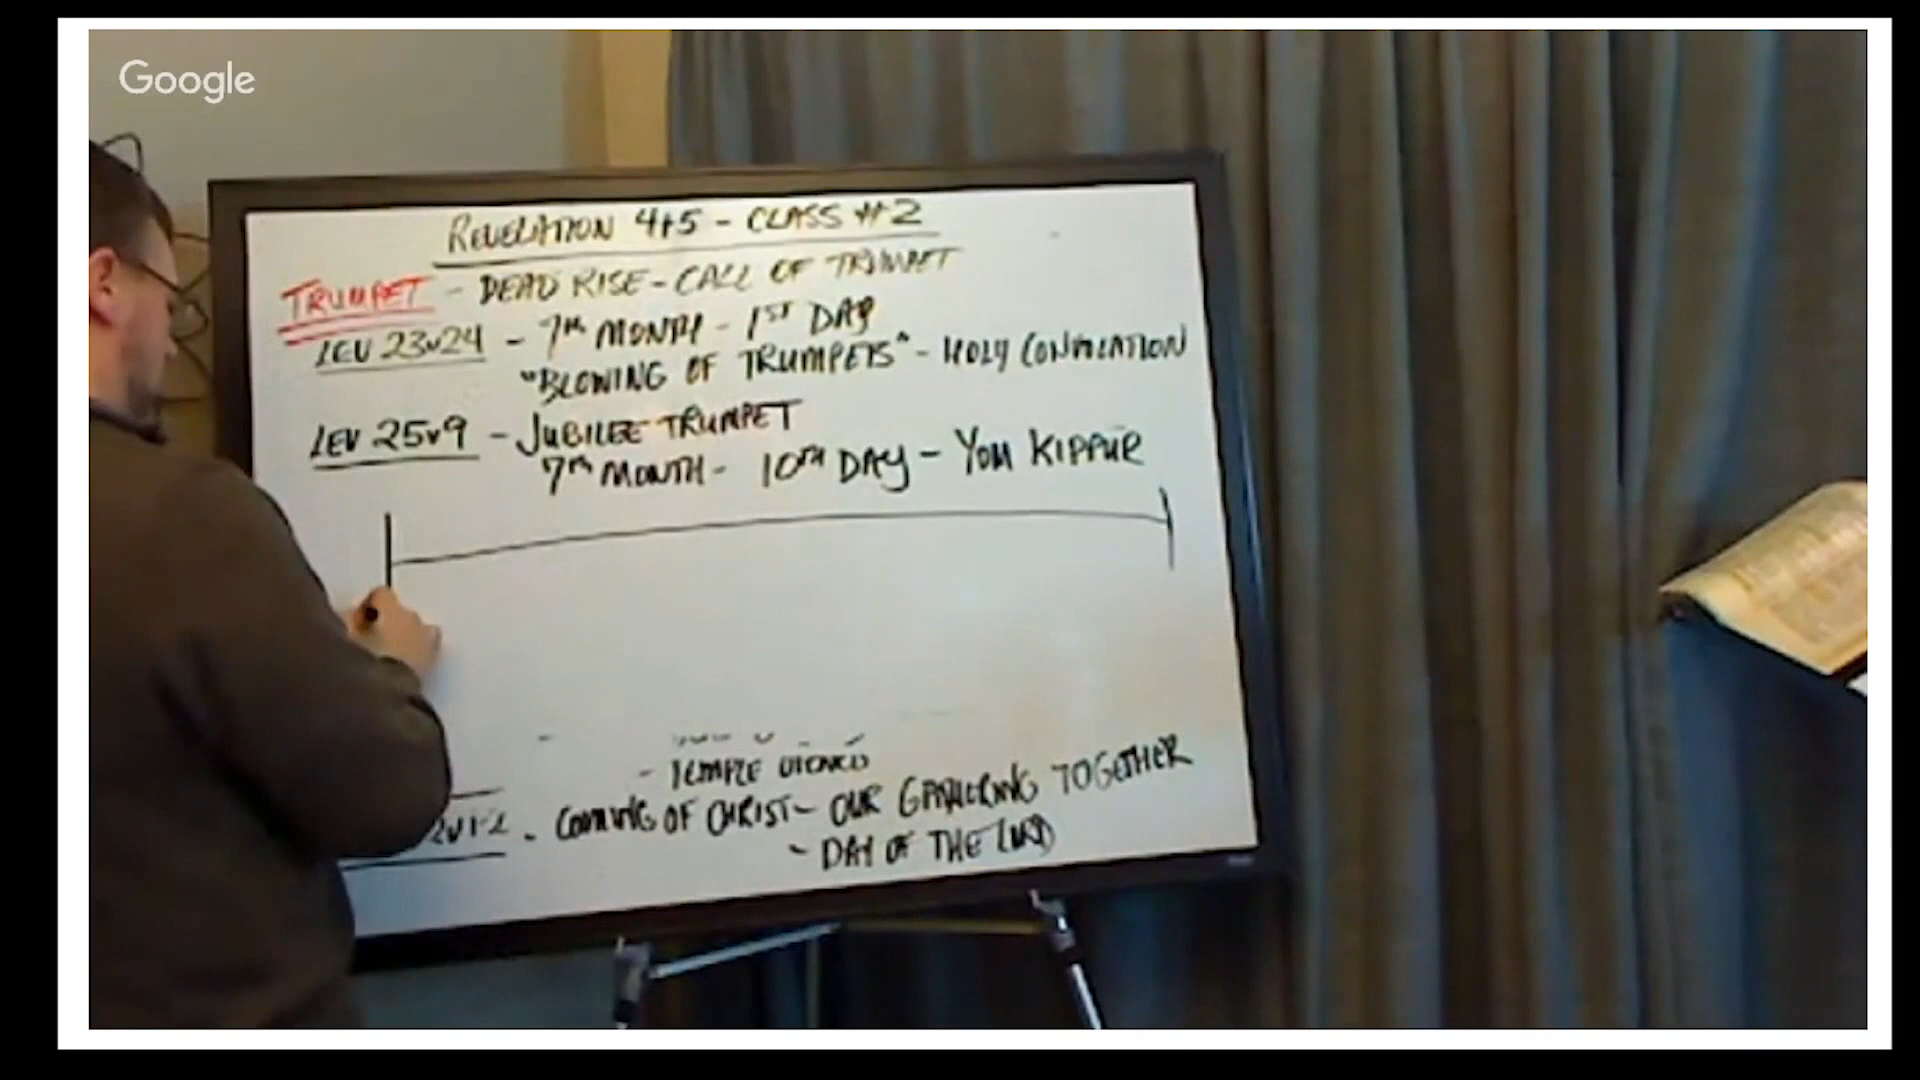 Google
REVELATION 4+5 - CLASS #2
TRUMPET - DEAD RISE - CALL OF TRUMPET
LEV 23v24 - 7TH MONTH - 1ST DAY
"BLOWING OF TRUMPETS" - HOLY CONVOCATION
LEV 25v9 - JUBILEE TRUMPET
7TH MONTH - 10TH DAY - YOM KIPPUR
- TEMPLE
2v1-2 - COMING OF CHRIST - OUR GATHERING TOGETHER
- DAY OF THE LORD